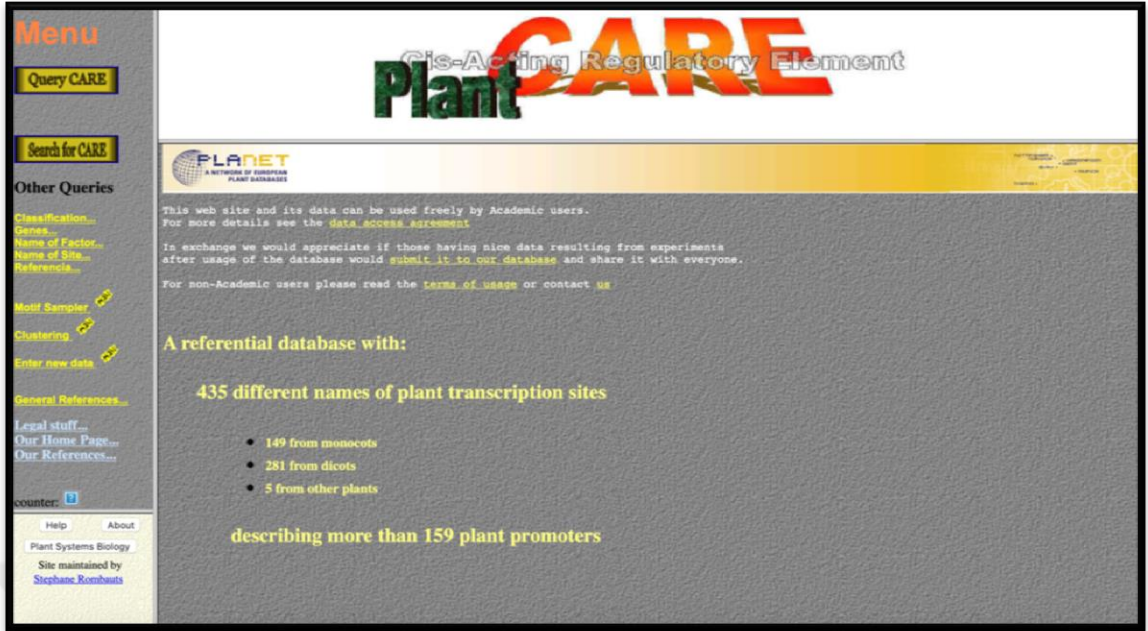 Menu
Query CARE
Search for CARE
Other Queries
Classification...
Genes...
Name of Factor...
Name of Site...
Referencia...
Motif Sampler
Clustering
Enter new data
General References...
Legal stuff...
Our Home Page...
Our References...
counter:
Help About
Plant Systems Biology
Site maintained by
Stephane Rombauts
Plant CARE
Cis-Acting Regulatory Element
PLANET
A NETWORK OF EUROPEAN
PLANT DATABASES
This web site and its data can be used freely by Academic users.
For more details see the data access agreement
In exchange we would appreciate if those having nice data resulting from experiments
after usage of the database would submit it to our database and share it with everyone.
For non-Academic users please read the terms of usage or contact us
A referential database with:
435 different names of plant transcription sites
149 from monocots
281 from dicots
5 from other plants
describing more than 159 plant promoters